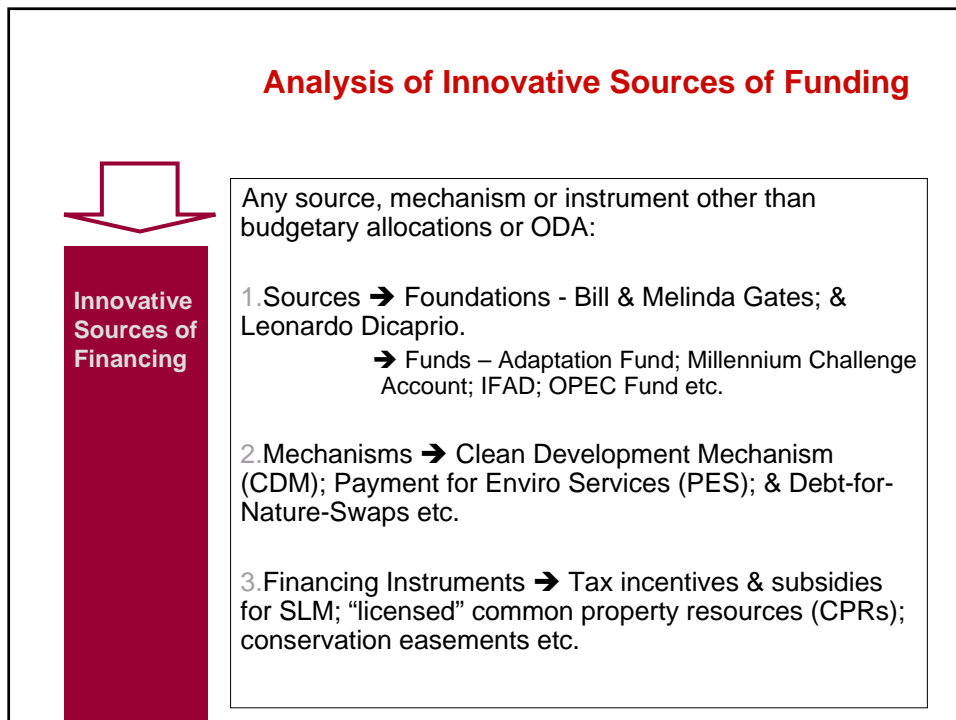 Analysis of Innovative Sources of Funding
Innovative
Sources of
Financing
Any source, mechanism or instrument other than
budgetary allocations or ODA:
1.Sources ➔ Foundations - Bill & Melinda Gates; &
Leonardo Dicaprio.
➔ Funds – Adaptation Fund; Millennium Challenge
Account; IFAD; OPEC Fund etc.
2.Mechanisms ➔ Clean Development Mechanism
(CDM); Payment for Enviro Services (PES); & Debt-for-
Nature-Swaps etc.
3.Financing Instruments ➔ Tax incentives & subsidies
for SLM; “licensed” common property resources (CPRs);
conservation easements etc.